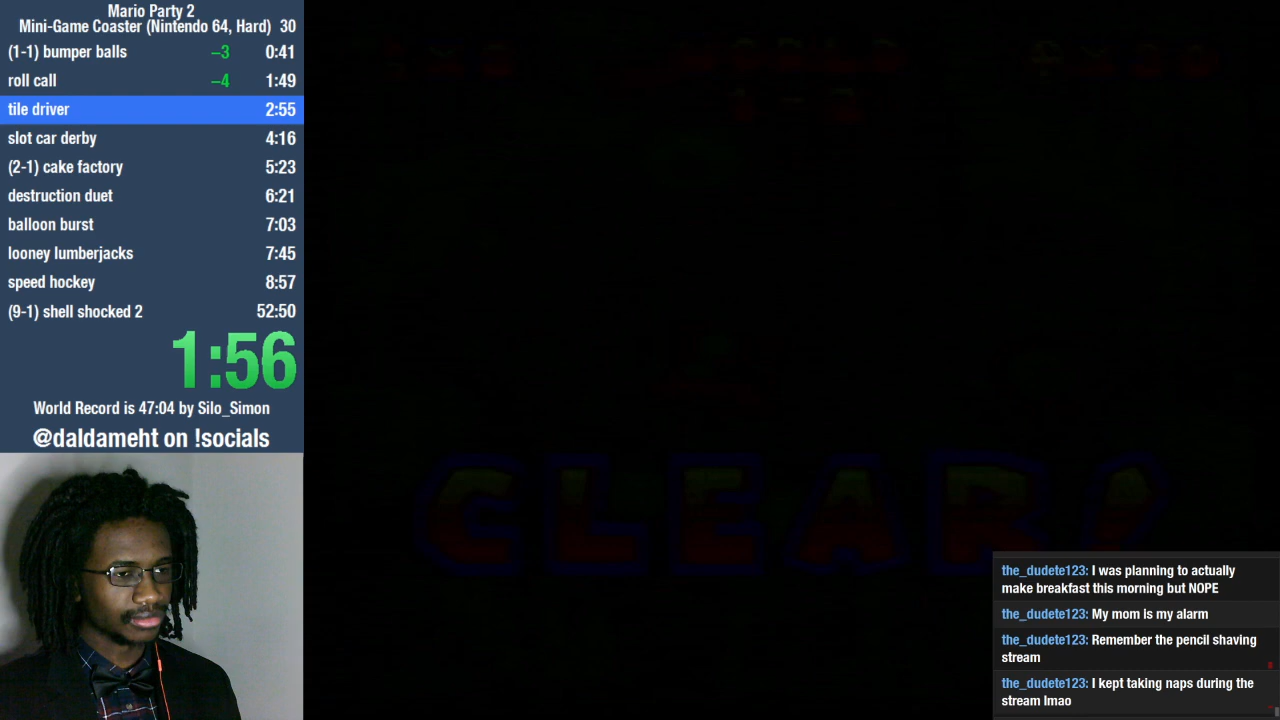 Mario Party 2
Mini-Game Coaster (Nintendo 64, Hard) 30
(1-1) bumper balls −3 0:41
roll call −4 1:49
tile driver 2:55
slot car derby 4:16
(2-1) cake factory 5:23
destruction duet 6:21
balloon burst 7:03
looney lumberjacks 7:45
speed hockey 8:57
(9-1) shell shocked 2 52:50
1:56
World Record is 47:04 by Silo_Simon
@daldameht on !socials
CLEAR!
the_dudete123: I was planning to actually
make breakfast this morning but NOPE
the_dudete123: My mom is my alarm
the_dudete123: Remember the pencil shaving
stream
the_dudete123: I kept taking naps during the
stream lmao